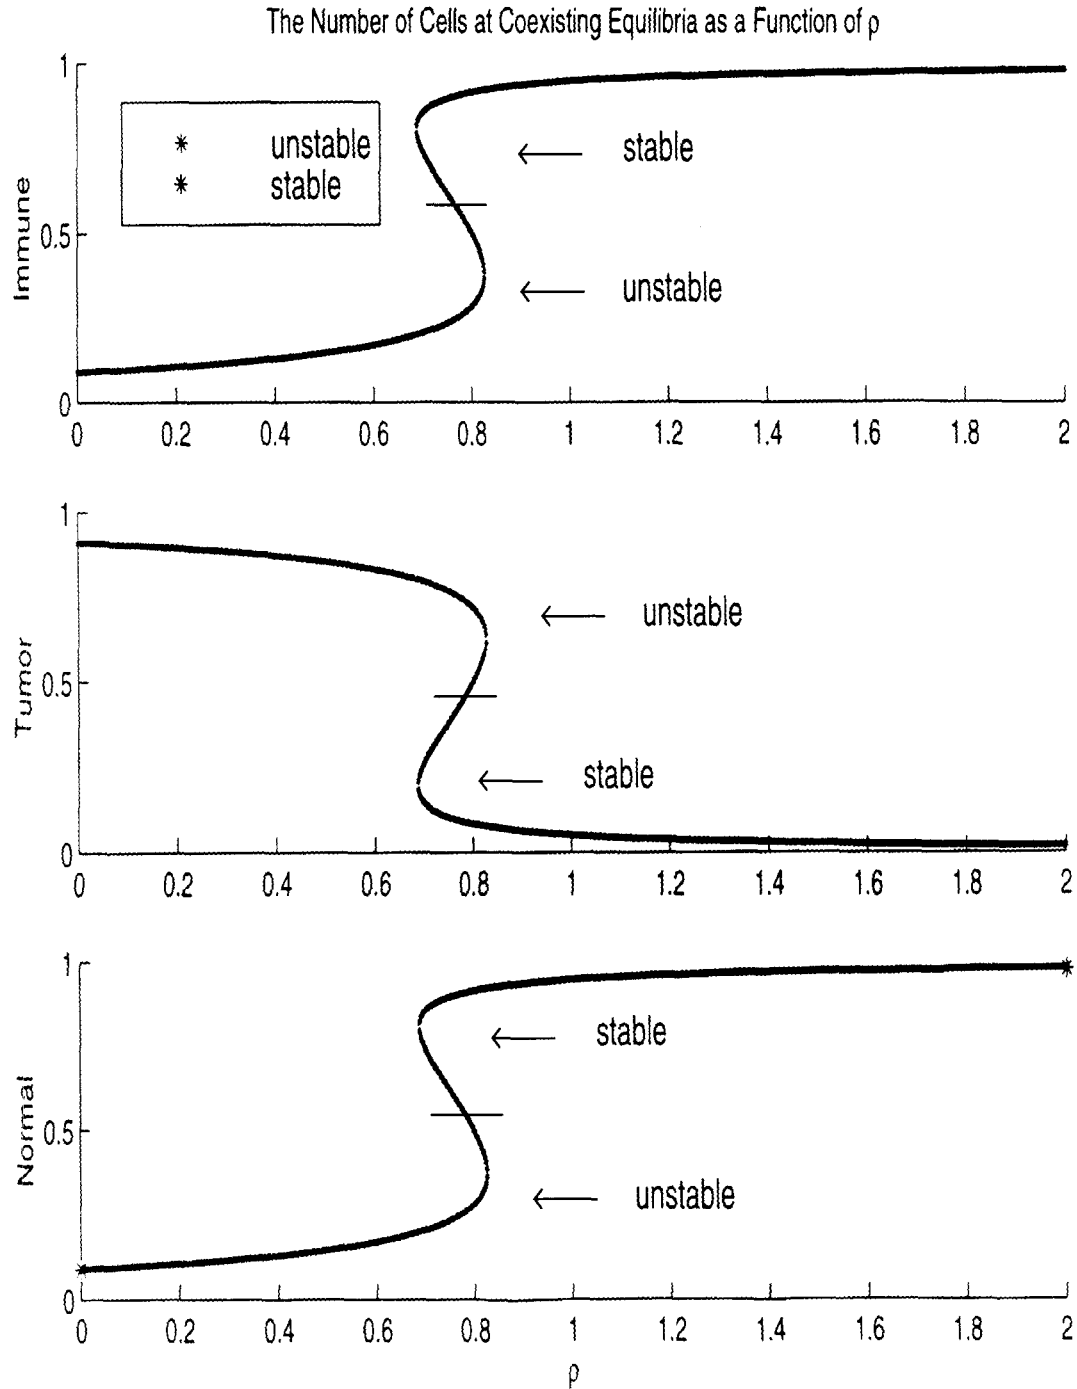 The Number of Cells at Coexisting Equilibria as a Function of ρ
1
unstable
stable
stable
Immune
0.5
unstable
0
0 0.2 0.4 0.6 0.8 1 1.2 1.4 1.6 1.8 2
1
unstable
Tumor
0.5
stable
0
0 0.2 0.4 0.6 0.8 1 1.2 1.4 1.6 1.8 2
1
stable
Normal
0.5
unstable
0
0 0.2 0.4 0.6 0.8 1 1.2 1.4 1.6 1.8 2
ρ